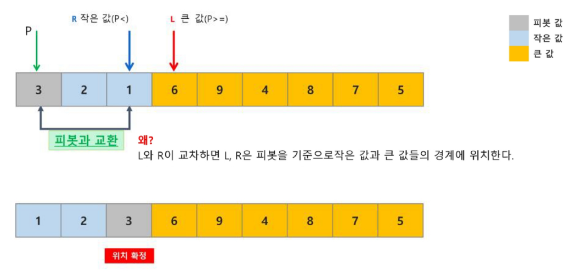 P
R 작은 값(P<)
L 큰 값(P>=)
피봇 값
작은 값
큰 값
3 2 1 6 9 4 8 7 5
피봇과 교환
왜?
L와 R이 교차하면 L, R은 피봇을 기준으로작은 값과 큰 값들의 경계에 위치한다.
1 2 3 6 9 4 8 7 5
위치 확정